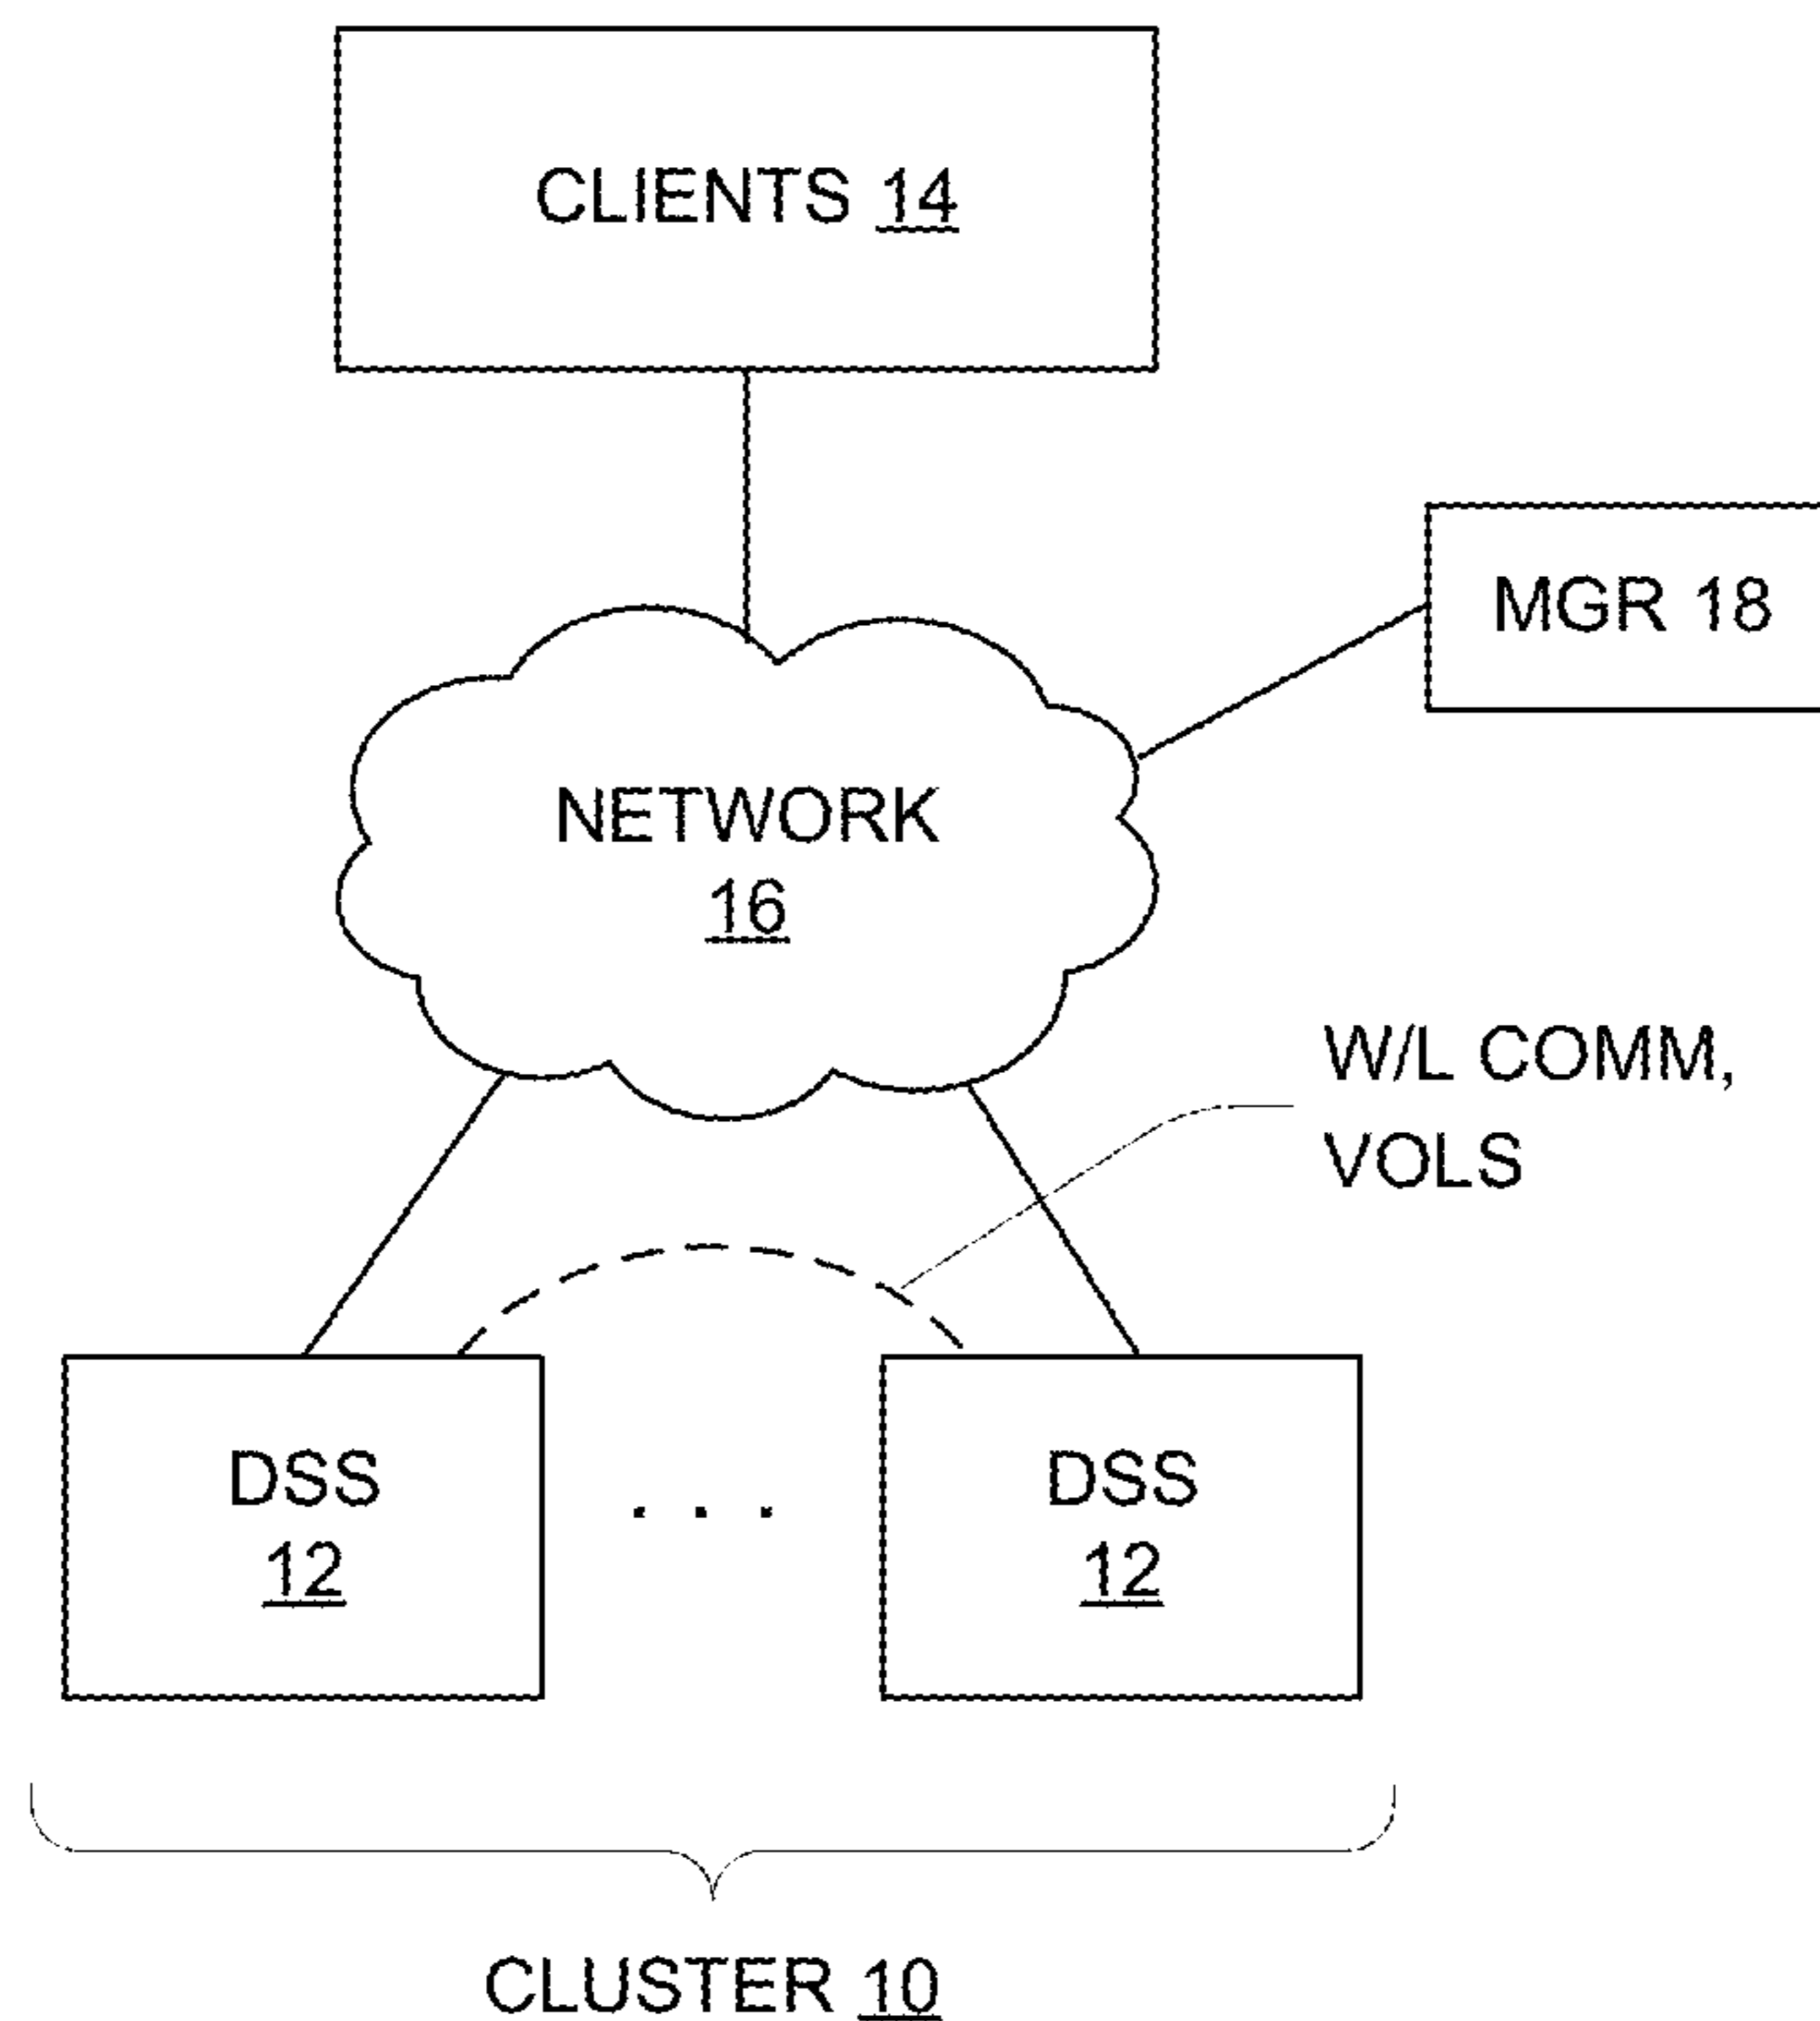 CLIENTS 14
MGR 18
NETWORK
16
W/L COMM,
VOLS
DSS
12
. . .
DSS
12
CLUSTER 10